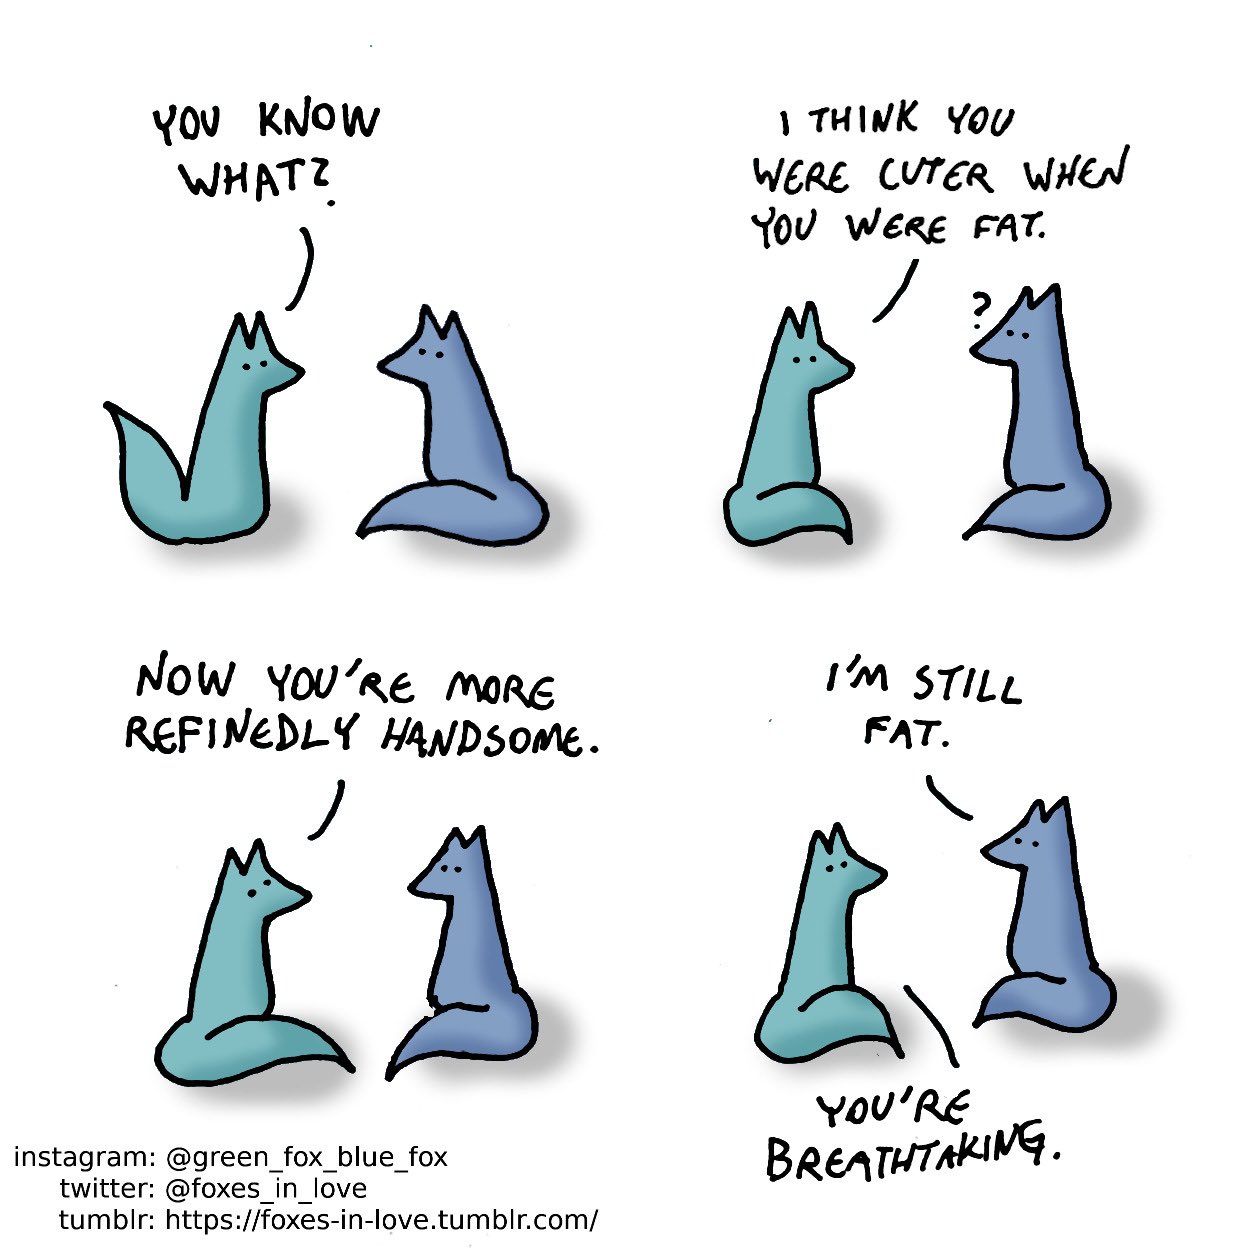 YOU KNOW
WHAT?
I THINK YOU
WERE CUTER WHEN
YOU WERE FAT.
?
NOW YOU'RE MORE
REFINEDLY HANDSOME.
I'M STILL
FAT.
YOU'RE
BREATHTAKING.
instagram: @green_fox_blue_fox
twitter: @foxes_in_love
tumblr: https://foxes-in-love.tumblr.com/